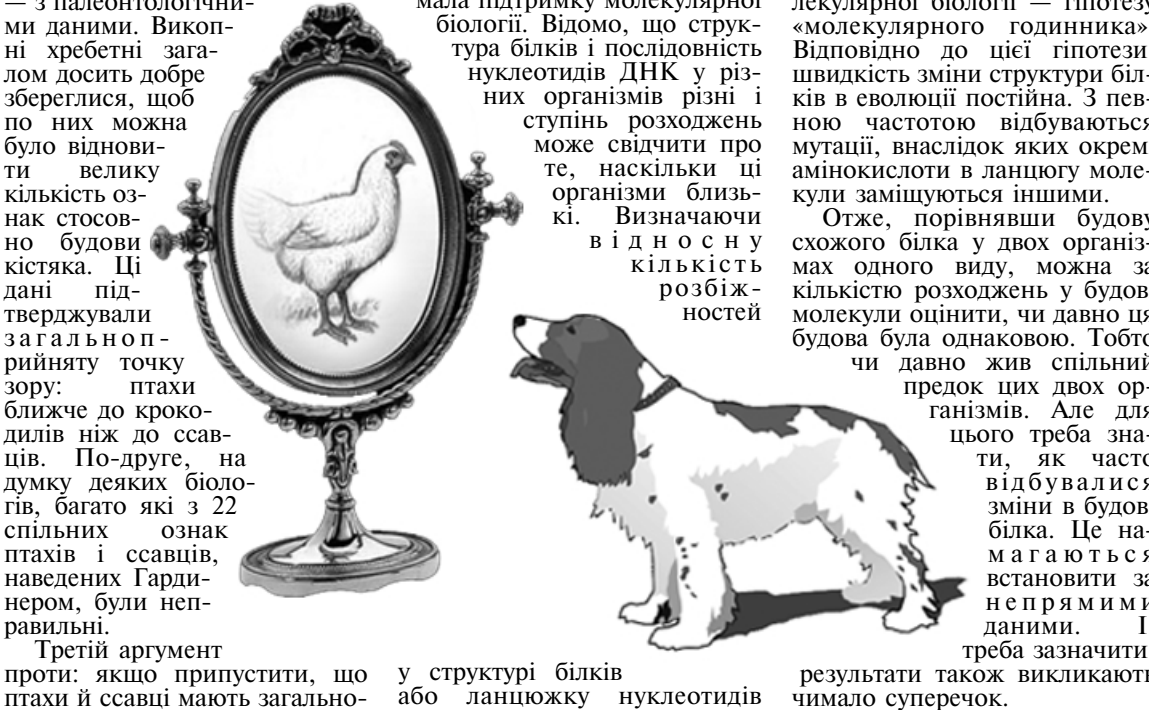 — з палеонтологічни-
ми даними. Викоп-
ні хребетні зага-
лом досить добре
збереглися, щоб
по них можна
було віднови-
ти велику
кількість оз-
нак стосов-
но будови
кістяка. Ці
дані під-
тверджували
загальноп-
рийняту точку
зору: птахи
ближче до кроко-
дилів ніж до ссав-
ців. По-друге, на
думку деяких біоло-
гів, багато які з 22
спільних ознак
птахів і ссавців,
наведених Гарди-
нером, були неп-
равильні.
Третій аргумент
проти: якщо припустити, що
птахи й ссавці мають загально-
мала підтримку молекулярної
біології. Відомо, що струк-
тура білків і послідовність
нуклеотидів ДНК у різ-
них організмів різні і
ступінь розходжень
може свідчити про
те, наскільки ці
організми близь-
кі. Визначаючи
відносну
кількість
розбіж-
ностей
у структурі білків
або ланцюжку нуклеотидів
лекулярної біології — гіпотезу
«молекулярного годинника»
Відповідно до цієї гіпотези
швидкість зміни структури біл-
ків в еволюції постійна. З пев-
ною частотою відбуваються
мутації, внаслідок яких окрем
амінокислоти в ланцюгу моле-
кули заміщуються іншими.
Отже, порівнявши будову
схожого білка у двох організ-
мах одного виду, можна за
кількістю розходжень у будов
молекули оцінити, чи давно ця
будова була однаковою. Тобто
чи давно жив спільний
предок цих двох ор-
ганізмів. Але для
цього треба зна-
ти, як часто
відбувалися
зміни в будов
білка. Це на-
магаються
встановити за
непрямими
даними. І
треба зазначити
результати також викликають
чимало суперечок.